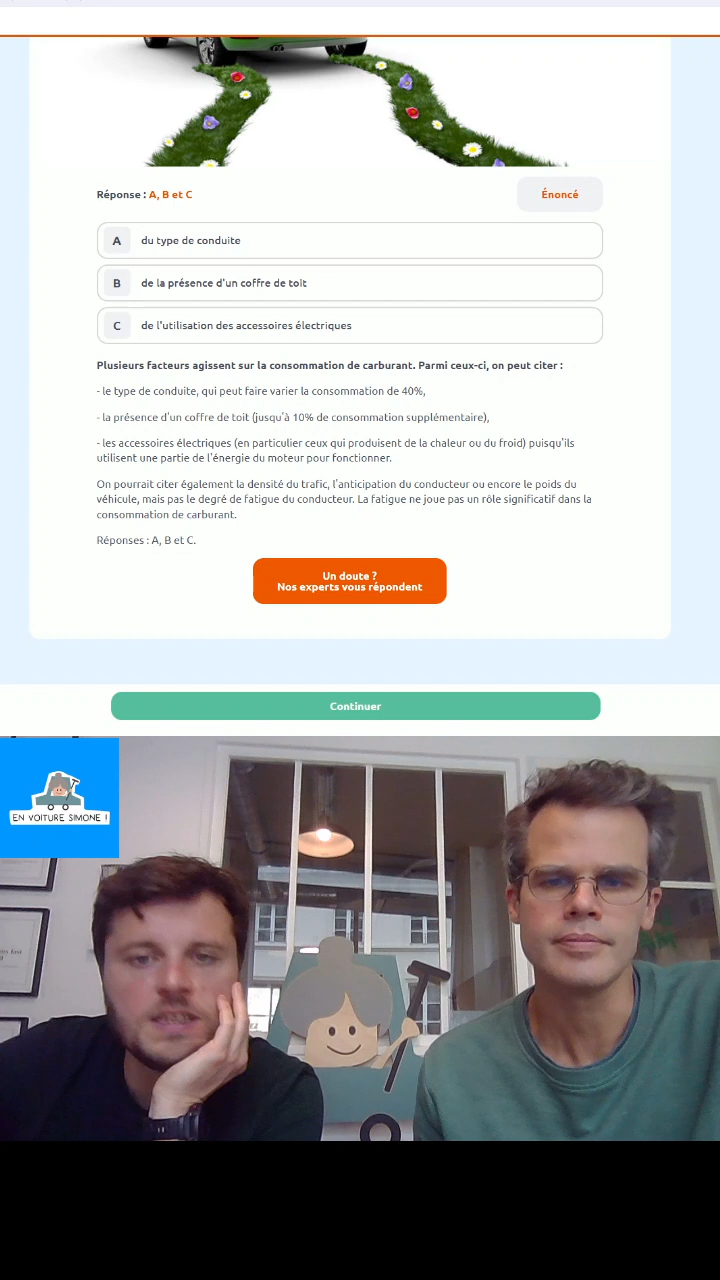 Réponse : A, B et C
Énoncé
A du type de conduite
B de la présence d'un coffre de toit
C de l'utilisation des accessoires électriques
Plusieurs facteurs agissent sur la consommation de carburant. Parmi ceux-ci, on peut citer :
- le type de conduite, qui peut faire varier la consommation de 40%,
- la présence d'un coffre de toit (jusqu'à 10% de consommation supplémentaire),
- les accessoires électriques (en particulier ceux qui produisent de la chaleur ou du froid) puisqu'ils
utilisent une partie de l'énergie du moteur pour fonctionner.
On pourrait citer également la densité du trafic, l'anticipation du conducteur ou encore le poids du
véhicule, mais pas le degré de fatigue du conducteur. La fatigue ne joue pas un rôle significatif dans la
consommation de carburant.
Réponses : A, B et C.
Un doute ?
Nos experts vous répondent
Continuer
EN VOITURE SIMONE !